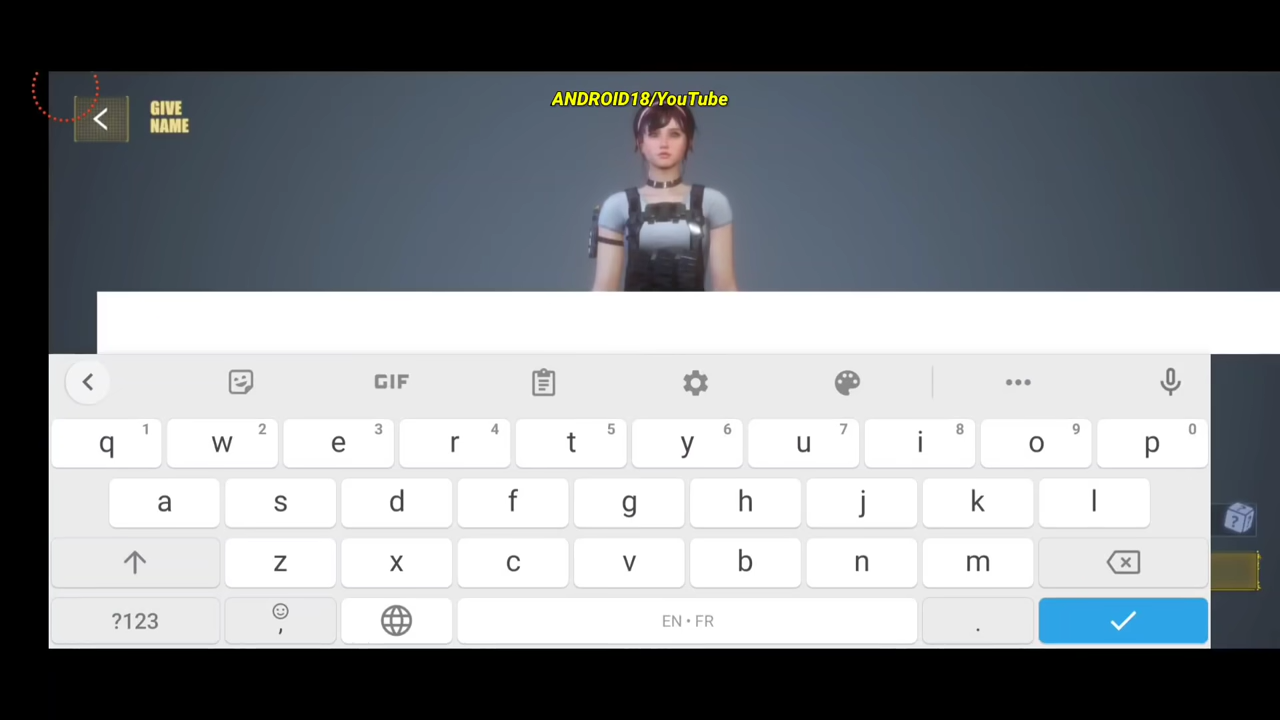 ANDROID18/YouTube
GIVE
NAME
GIF
q 1 w 2 e 3 r 4 t 5 y 6 u 7 i 8 o 9 p 0
a s d f g h j k l
z x c v b n m
?123 , EN • FR .